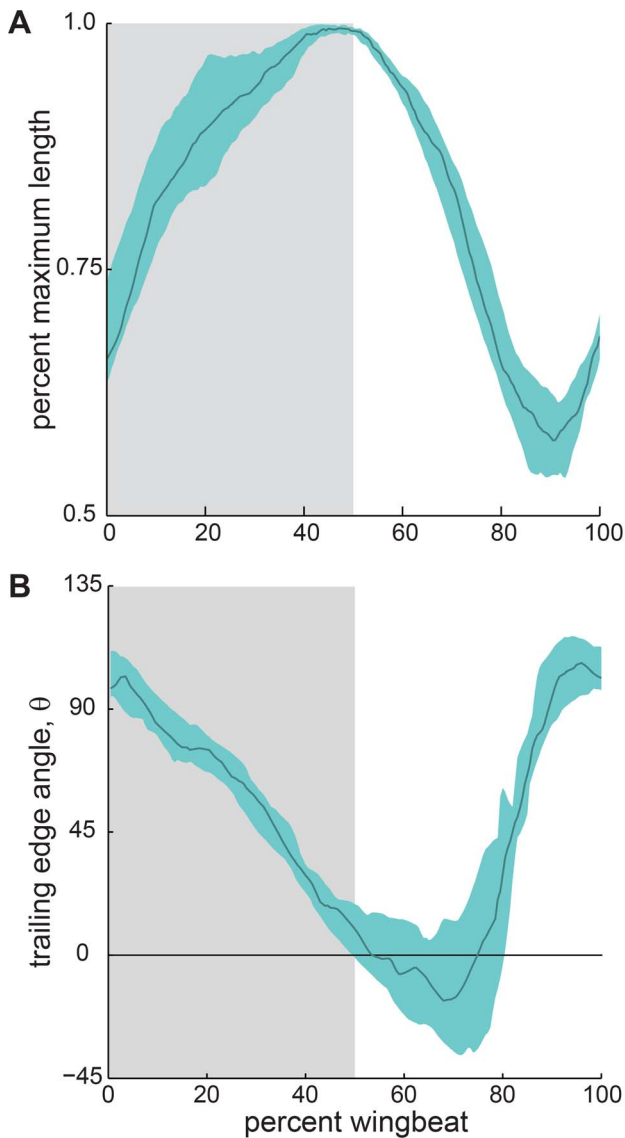 A
percent maximum length
1.0
0.75
0.5
0 20 40 60 80 100
B
trailing edge angle, θ
135
90
45
0
−45
0 20 40 60 80 100
percent wingbeat